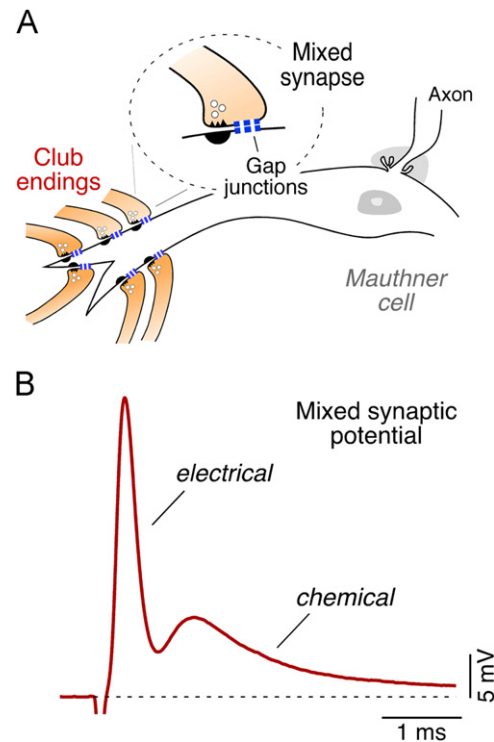 A
Mixed
synapse
Axon
Gap
junctions
Club
endings
Mauthner
cell
B
Mixed synaptic
potential
electrical
chemical
5 mV
1 ms